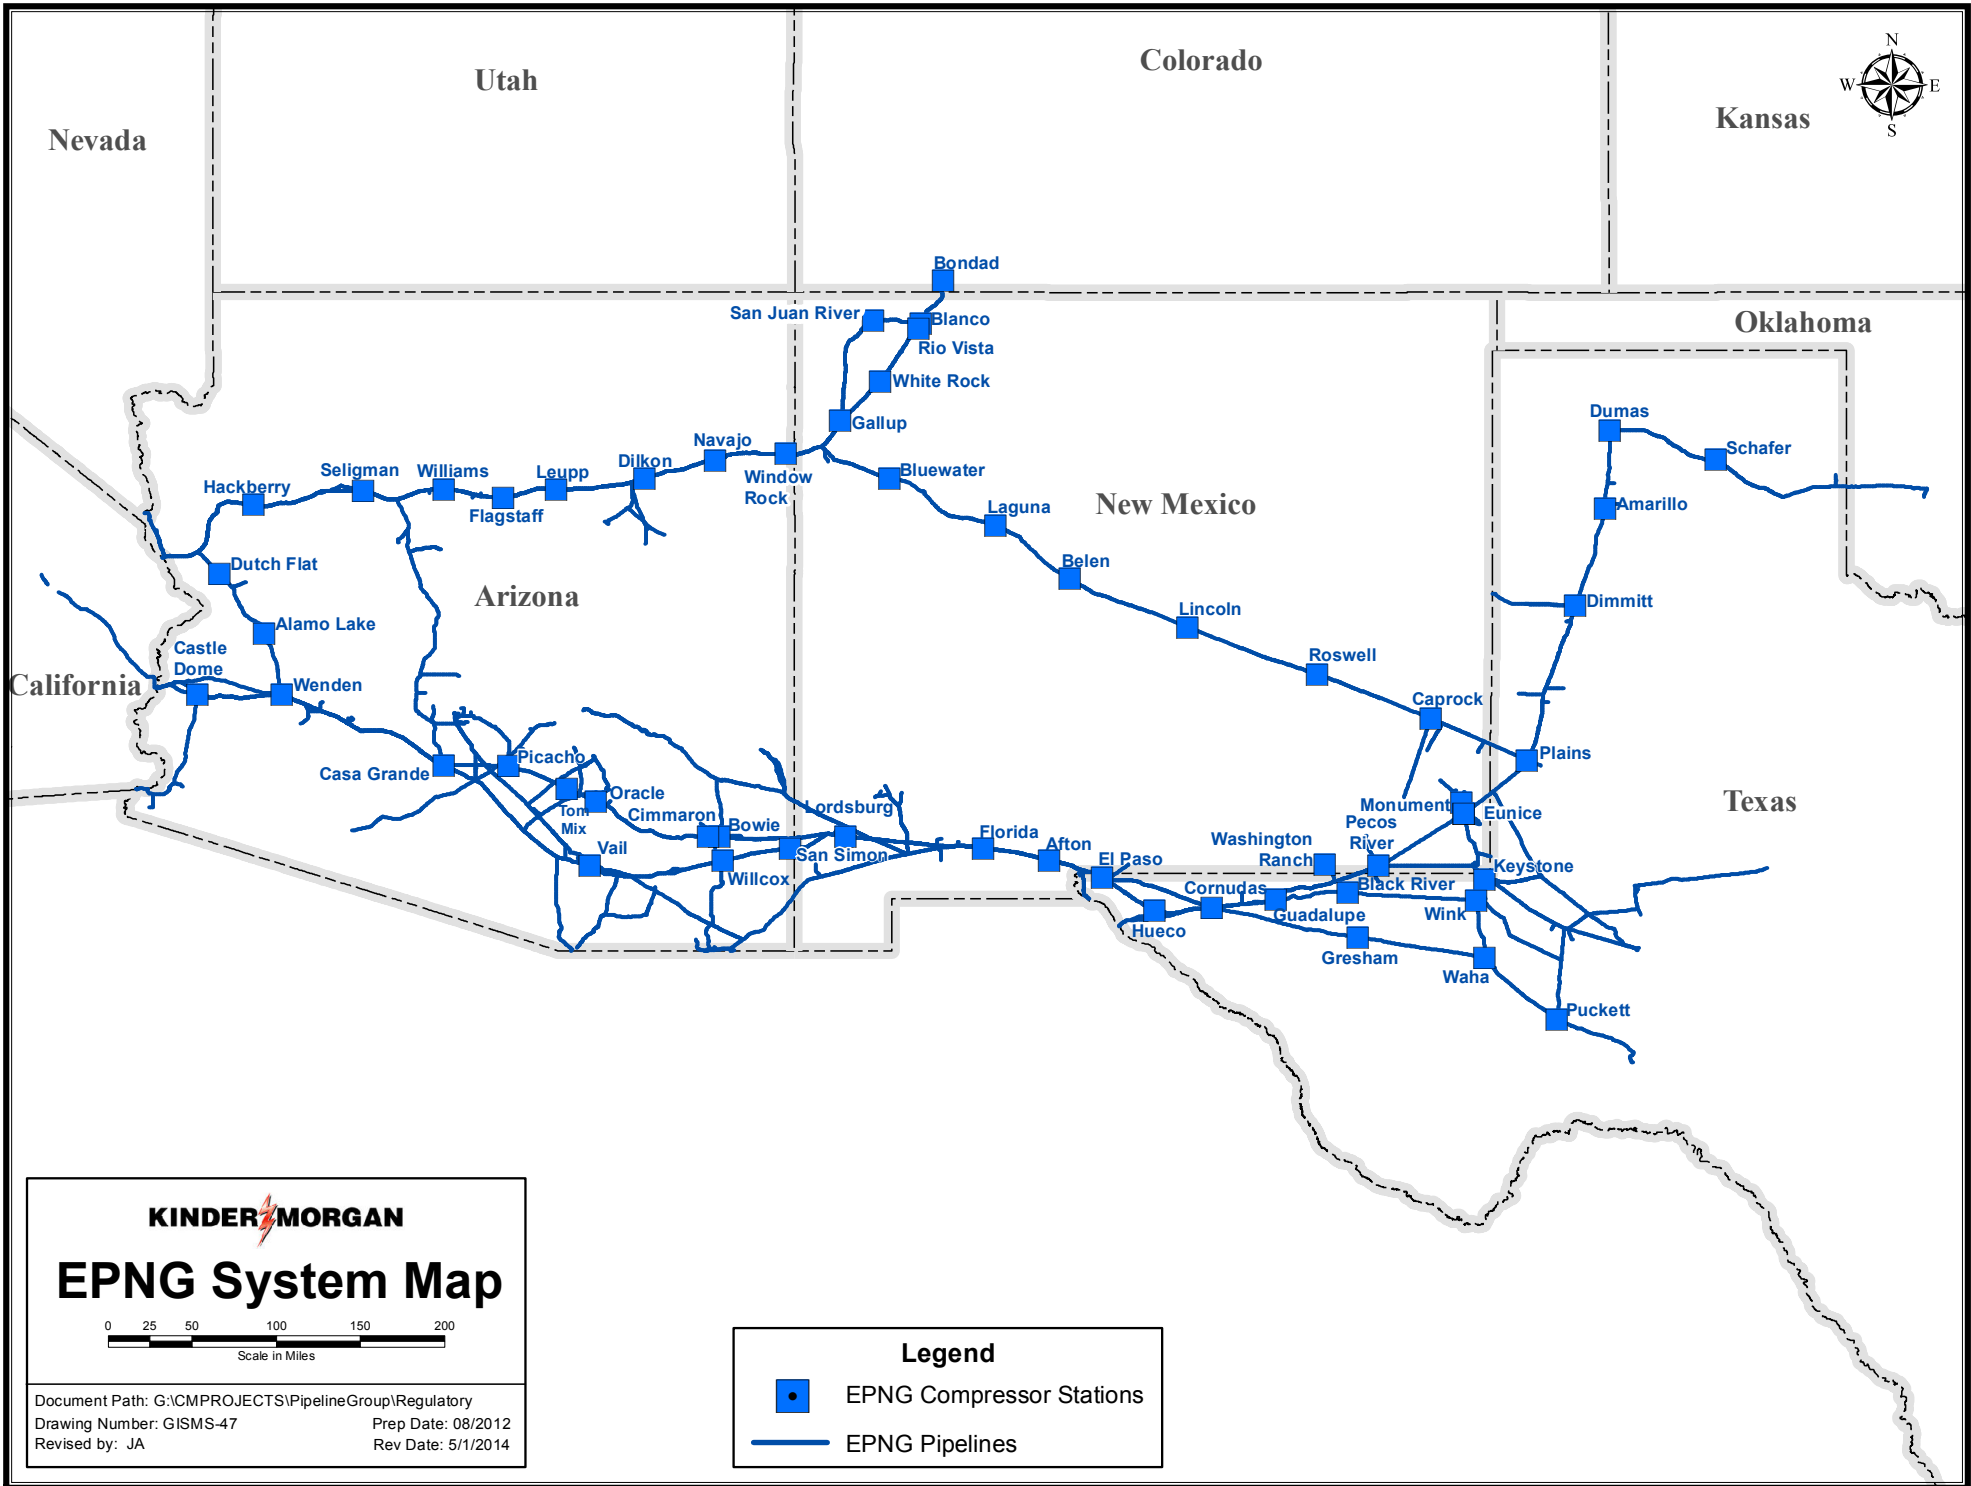 Utah
Colorado
Nevada
Kansas
N
W
E
S
Bondad
San Juan River
Blanco
Rio Vista
Oklahoma
White Rock
Gallup
Dumas
Schafer
Navajo
Window
Rock
Dilkon
Leupp
Williams
Flagstaff
Seligman
Hackberry
Bluewater
Laguna
New Mexico
Amarillo
Belen
Dutch Flat
Arizona
Lincoln
Dimmitt
Alamo Lake
Castle
Dome
California
Wenden
Roswell
Caprock
Plains
Casa Grande
Picacho
Tom
Mix
Oracle
Cimmaron
Bowie
Lordsburg
Vail
Willcox
San Simon
Florida
Afton
El Paso
Texas
Monument
Eunice
Pecos
River
Washington
Ranch
Keystone
Cornudas
Black River
Guadalupe
Wink
Hueco
Gresham
Waha
Puckett
KINDER MORGAN
EPNG System Map
0 25 50 100 150 200
Scale in Miles
Document Path: G:\CMPROJECTS\PipelineGroup\Regulatory
Drawing Number: GISMS-47 Prep Date: 08/2012
Revised by: JA Rev Date: 5/1/2014
Legend
EPNG Compressor Stations
EPNG Pipelines